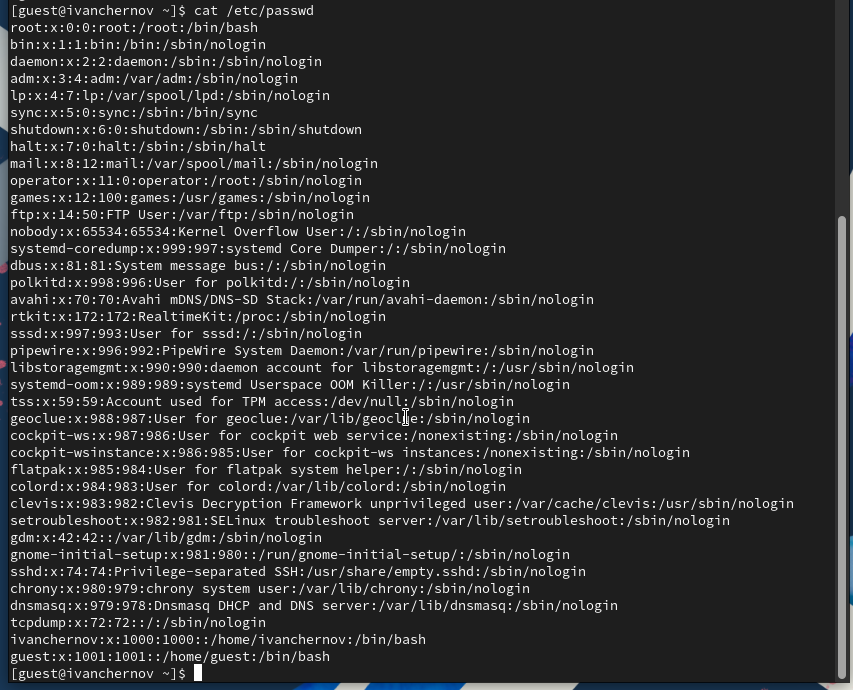 [guest@ivanchernov ~]$ cat /etc/passwd
root:x:0:0:root:/root:/bin/bash
bin:x:1:1:bin:/bin:/sbin/nologin
daemon:x:2:2:daemon:/sbin:/sbin/nologin
adm:x:3:4:adm:/var/adm:/sbin/nologin
lp:x:4:7:lp:/var/spool/lpd:/sbin/nologin
sync:x:5:0:sync:/sbin:/bin/sync
shutdown:x:6:0:shutdown:/sbin:/sbin/shutdown
halt:x:7:0:halt:/sbin:/sbin/halt
mail:x:8:12:mail:/var/spool/mail:/sbin/nologin
operator:x:11:0:operator:/root:/sbin/nologin
games:x:12:100:games:/usr/games:/sbin/nologin
ftp:x:14:50:FTP User:/var/ftp:/sbin/nologin
nobody:x:65534:65534:Kernel Overflow User:/:/sbin/nologin
systemd-coredump:x:999:997:systemd Core Dumper:/:/sbin/nologin
dbus:x:81:81:System message bus:/:/sbin/nologin
polkitd:x:998:996:User for polkitd:/:/sbin/nologin
avahi:x:70:70:Avahi mDNS/DNS-SD Stack:/var/run/avahi-daemon:/sbin/nologin
rtkit:x:172:172:RealtimeKit:/proc:/sbin/nologin
sssd:x:997:993:User for sssd:/:/sbin/nologin
pipewire:x:996:992:PipeWire System Daemon:/var/run/pipewire:/sbin/nologin
libstoragemgmt:x:990:990:daemon account for libstoragemgmt:/:/usr/sbin/nologin
systemd-oom:x:989:989:systemd Userspace OOM Killer:/:/usr/sbin/nologin
tss:x:59:59:Account used for TPM access:/dev/null:/sbin/nologin
geoclue:x:988:987:User for geoclue:/var/lib/geoclue:/sbin/nologin
cockpit-ws:x:987:986:User for cockpit web service:/nonexisting:/sbin/nologin
cockpit-wsinstance:x:986:985:User for cockpit-ws instances:/nonexisting:/sbin/nologin
flatpak:x:985:984:User for flatpak system helper:/:/sbin/nologin
colord:x:984:983:User for colord:/var/lib/colord:/sbin/nologin
clevis:x:983:982:Clevis Decryption Framework unprivileged user:/var/cache/clevis:/usr/sbin/nologin
setroubleshoot:x:982:981:SELinux troubleshoot server:/var/lib/setroubleshoot:/sbin/nologin
gdm:x:42:42::/var/lib/gdm:/sbin/nologin
gnome-initial-setup:x:981:980::/run/gnome-initial-setup/:/sbin/nologin
sshd:x:74:74:Privilege-separated SSH:/usr/share/empty.sshd:/sbin/nologin
chrony:x:980:979:chrony system user:/var/lib/chrony:/sbin/nologin
dnsmasq:x:979:978:Dnsmasq DHCP and DNS server:/var/lib/dnsmasq:/sbin/nologin
tcpdump:x:72:72::/:/sbin/nologin
ivanchernov:x:1000:1000::/home/ivanchernov:/bin/bash
guest:x:1001:1001::/home/guest:/bin/bash
[guest@ivanchernov ~]$